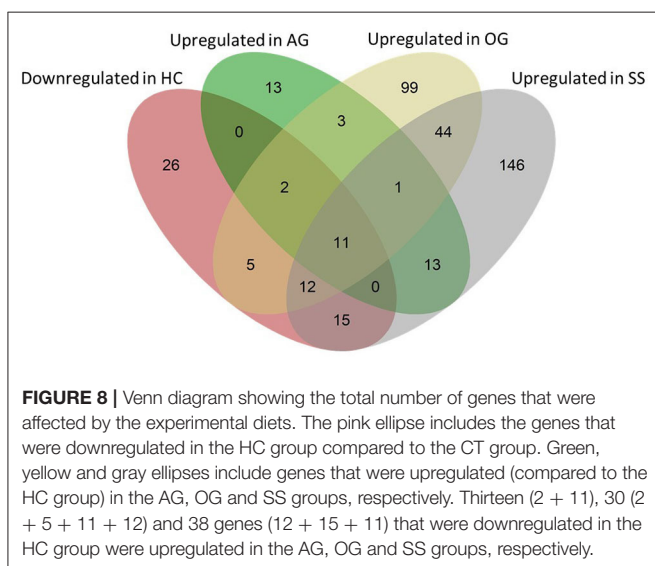 Upregulated in AG
Upregulated in OG
Downregulated in HC
Upregulated in SS
13
99
3
0
44
26
146
2
1
11
5
13
12
0
15
FIGURE 8 | Venn diagram showing the total number of genes that were
affected by the experimental diets. The pink ellipse includes the genes that
were downregulated in the HC group compared to the CT group. Green,
yellow and gray ellipses include genes that were upregulated (compared to the
HC group) in the AG, OG and SS groups, respectively. Thirteen (2 + 11), 30 (2
+ 5 + 11 + 12) and 38 genes (12 + 15 + 11) that were downregulated in the
HC group were upregulated in the AG, OG and SS groups, respectively.